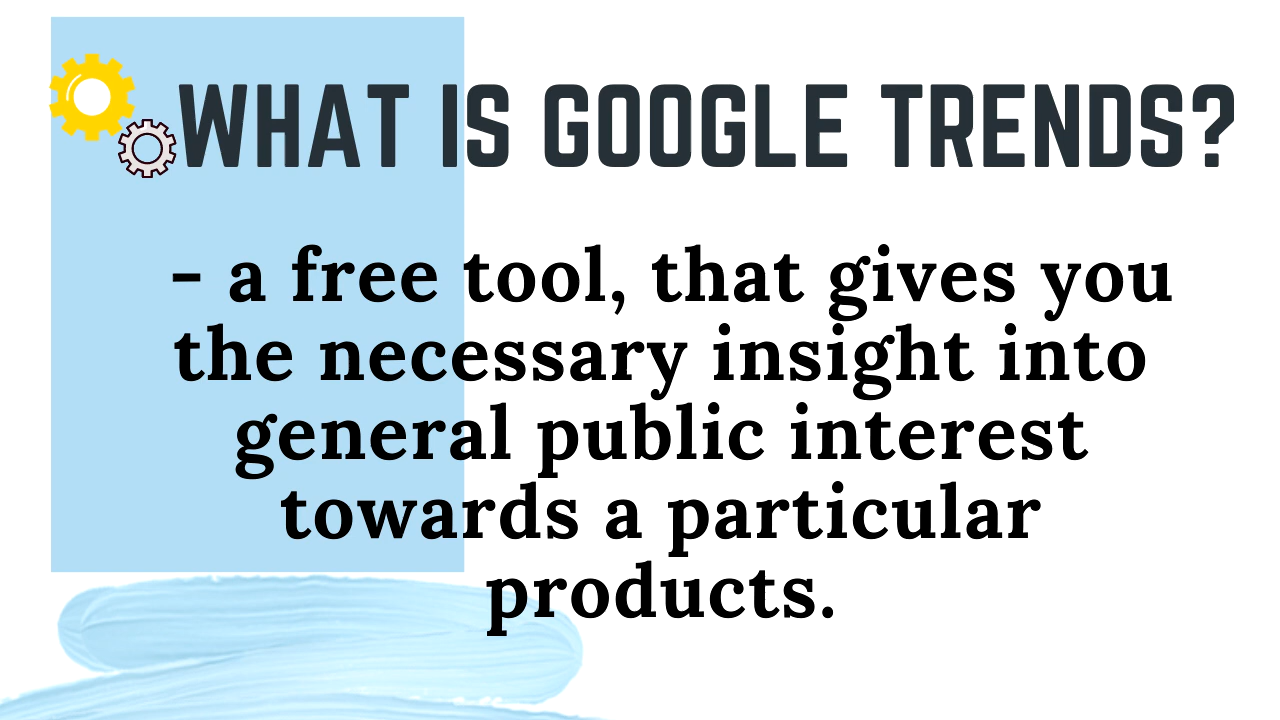 WHAT IS GOOGLE TRENDS?
- a free tool, that gives you
the necessary insight into
general public interest
towards a particular
products.